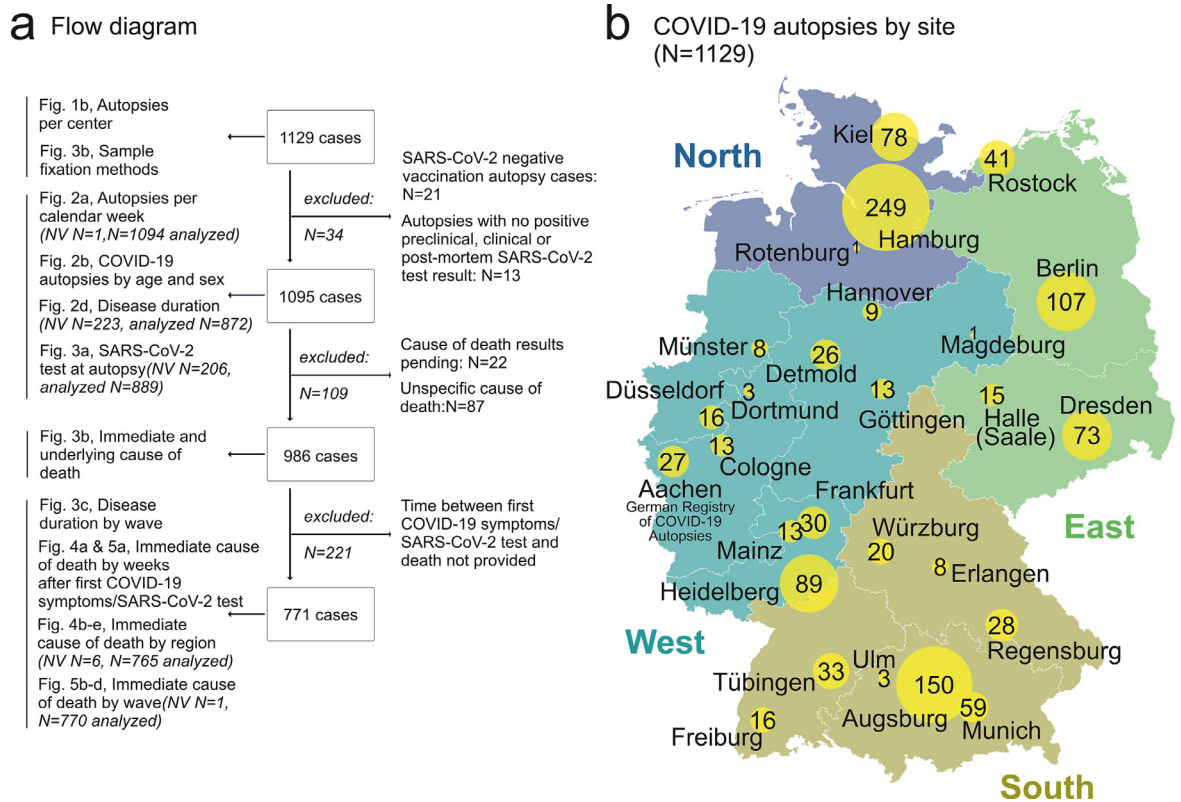 a Flow diagram
Fig. 1b, Autopsies
per center
Fig. 3b, Sample
fixation methods
Fig. 2a, Autopsies per
calendar week
(NV N=1,N=1094 analyzed)
Fig. 2b, COVID-19
autopsies by age and sex
Fig. 2d, Disease duration
(NV N=223, analyzed N=872)
Fig. 3a, SARS-CoV-2
test at autopsy(NV N=206,
analyzed N=889)
Fig. 3b, Immediate and
underlying cause of
death
Fig. 3c, Disease
duration by wave
Fig. 4a & 5a, Immediate cause
of death by weeks
after first COVID-19
symptoms/SARS-CoV-2 test
Fig. 4b-e, Immediate
cause of death by region
(NV N=6, N=765 analyzed)
Fig. 5b-d, Immediate cause
of death by wave(NV N=1,
N=770 analyzed)
1129 cases
excluded:
N=34
1095 cases
excluded:
N=109
986 cases
excluded:
N=221
771 cases
SARS-CoV-2 negative
vaccination autopsy cases:
N=21
Autopsies with no positive
preclinical, clinical or
post-mortem SARS-CoV-2
test result: N=13
Cause of death results
pending: N=22
Unspecific cause of
death:N=87
Time between first
COVID-19 symptoms/
SARS-CoV-2 test and
death not provided
b COVID-19 autopsies by site
(N=1129)
North
Kiel 78
41
Rostock
249
Hamburg
Rotenburg 1
Berlin
107
Hannover
9
1
Magdeburg
Münster 8
26
Detmold
Düsseldorf
3
Dortmund
16
13
Göttingen
15
Halle
(Saale)
Dresden
73
13
Cologne
27
Aachen
German Registry
of COVID-19
Autopsies
Frankfurt
30
13
Mainz
Würzburg
20
East
8 Erlangen
Heidelberg 89
West
28
Regensburg
Tübingen 33
Ulm
3
150
Augsburg
59
Munich
16
Freiburg
South